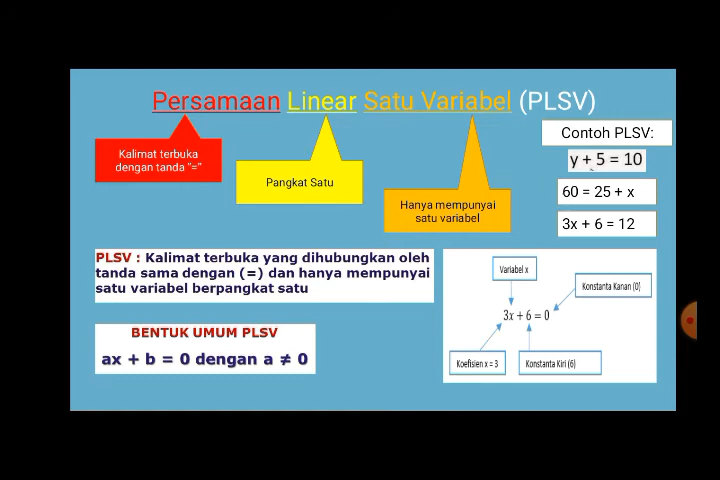 Persamaan Linear Satu Variabel (PLSV)
Kalimat terbuka
dengan tanda "="
Pangkat Satu
Hanya mempunyai
satu variabel
Contoh PLSV:
y + 5 = 10
60 = 25 + x
3x + 6 = 12
PLSV : Kalimat terbuka yang dihubungkan oleh
tanda sama dengan (=) dan hanya mempunyai
satu variabel berpangkat satu
BENTUK UMUM PLSV
ax + b = 0 dengan a ≠ 0
Variabel x
Konstanta Kanan (0)
3x + 6 = 0
Koefisien x = 3
Konstanta Kiri (6)